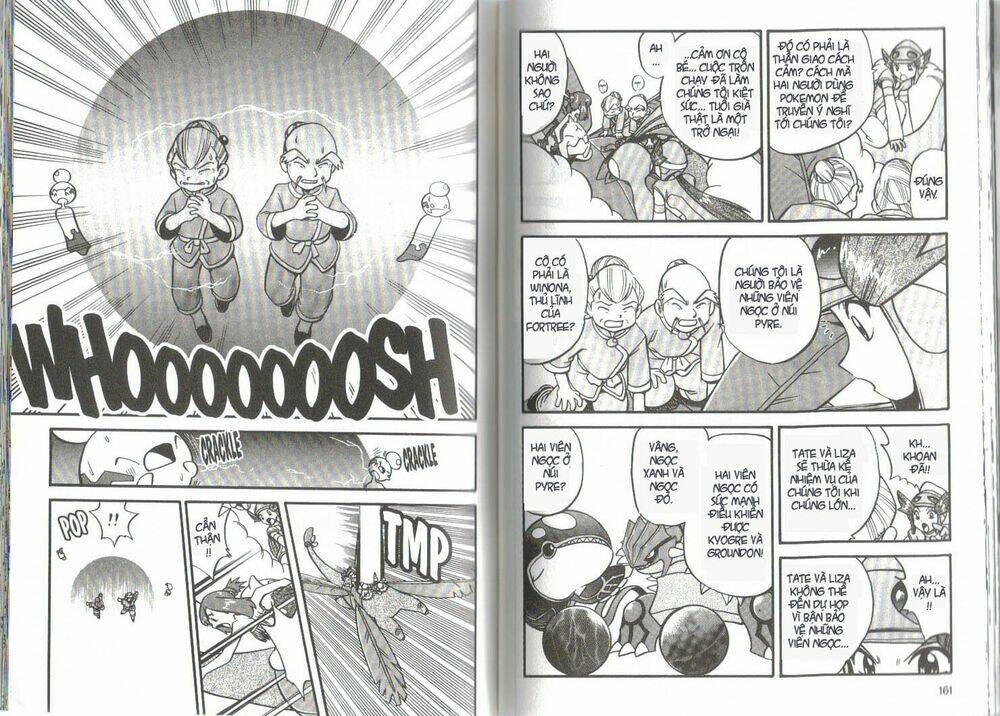 WHOOOOOOOOSH
CRACKLE
CRACKLE
POP
!!
CẨN
THẬN
!!
TMP
HAI
NGƯỜI
KHÔNG
SAO
CHỨ?
AH
...
...CẢM ƠN CÔ
BÉ... CUỘC TRỐN
CHẠY ĐÃ LÀM
CHÚNG TÔI KIỆT
SỨC... TUỔI GIÀ
THẬT LÀ MỘT
TRỞ NGẠI!
ĐÓ CÓ PHẢI LÀ
THẦN GIAO CÁCH
CẢM? CÁCH MÀ
HAI NGƯỜI DÙNG
POKEMON ĐỂ
TRUYỀN Ý NGHĨ
TỚI CHÚNG TÔI?
ĐÚNG
VẬY.
CÔ CÓ
PHẢI LÀ
WINONA,
THỦ LĨNH
CỦA
FORTREE?
CHÚNG TÔI LÀ
NGƯỜI BẢO VỆ
NHỮNG VIÊN
NGỌC Ở NÚI
PYRE.
HAI VIÊN
NGỌC Ở
NÚI
PYRE?
VÂNG,
NGỌC
XANH VÀ
NGỌC
ĐỎ.
HAI VIÊN
NGỌC CÓ
SỨC MẠNH
ĐIỀU KHIỂN
ĐƯỢC
KYOGRE VÀ
GROUNDON!
TATE VÀ LIZA
SẼ THỪA KẾ
NHIỆM VỤ CỦA
CHÚNG TÔI KHI
CHÚNG LỚN...
KH...
KHOAN
ĐÃ!!
TATE VÀ LIZA
KHÔNG THỂ
ĐẾN DỰ HỌP
VÌ BẬN BẢO
VỆ NHỮNG
VIÊN NGỌC...
AH...
VẬY LÀ
!!
161